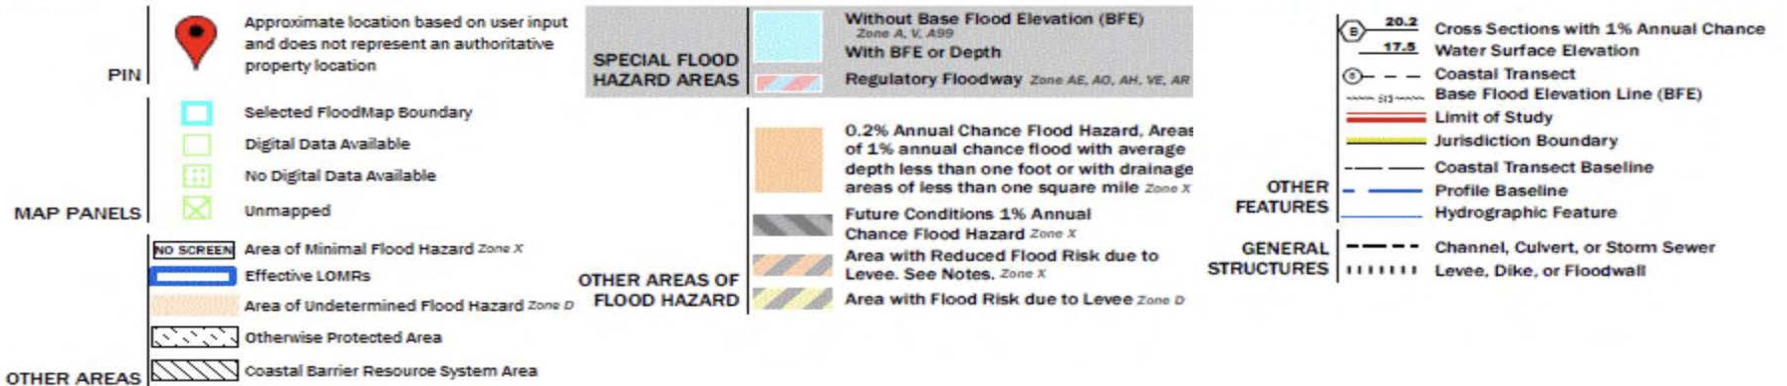 PIN
Approximate location based on user input
and does not represent an authoritative
property location
MAP PANELS
Selected FloodMap Boundary
Digital Data Available
No Digital Data Available
Unmapped
OTHER AREAS
NO SCREEN Area of Minimal Flood Hazard Zone X
Effective LOMRs
Area of Undetermined Flood Hazard Zone D
Otherwise Protected Area
Coastal Barrier Resource System Area
SPECIAL FLOOD
HAZARD AREAS
Without Base Flood Elevation (BFE)
Zone A, V, A99
With BFE or Depth
Regulatory Floodway Zone AE, AO, AH, VE, AR
OTHER AREAS OF
FLOOD HAZARD
0.2% Annual Chance Flood Hazard, Areas
of 1% annual chance flood with average
depth less than one foot or with drainage
areas of less than one square mile Zone X
Future Conditions 1% Annual
Chance Flood Hazard Zone X
Area with Reduced Flood Risk due to
Levee. See Notes. Zone X
Area with Flood Risk due to Levee Zone D
OTHER
FEATURES
B 20.2 Cross Sections with 1% Annual Chance
17.5 Water Surface Elevation
Coastal Transect
513 Base Flood Elevation Line (BFE)
Limit of Study
Jurisdiction Boundary
Coastal Transect Baseline
Profile Baseline
Hydrographic Feature
GENERAL
STRUCTURES
Channel, Culvert, or Storm Sewer
Levee, Dike, or Floodwall